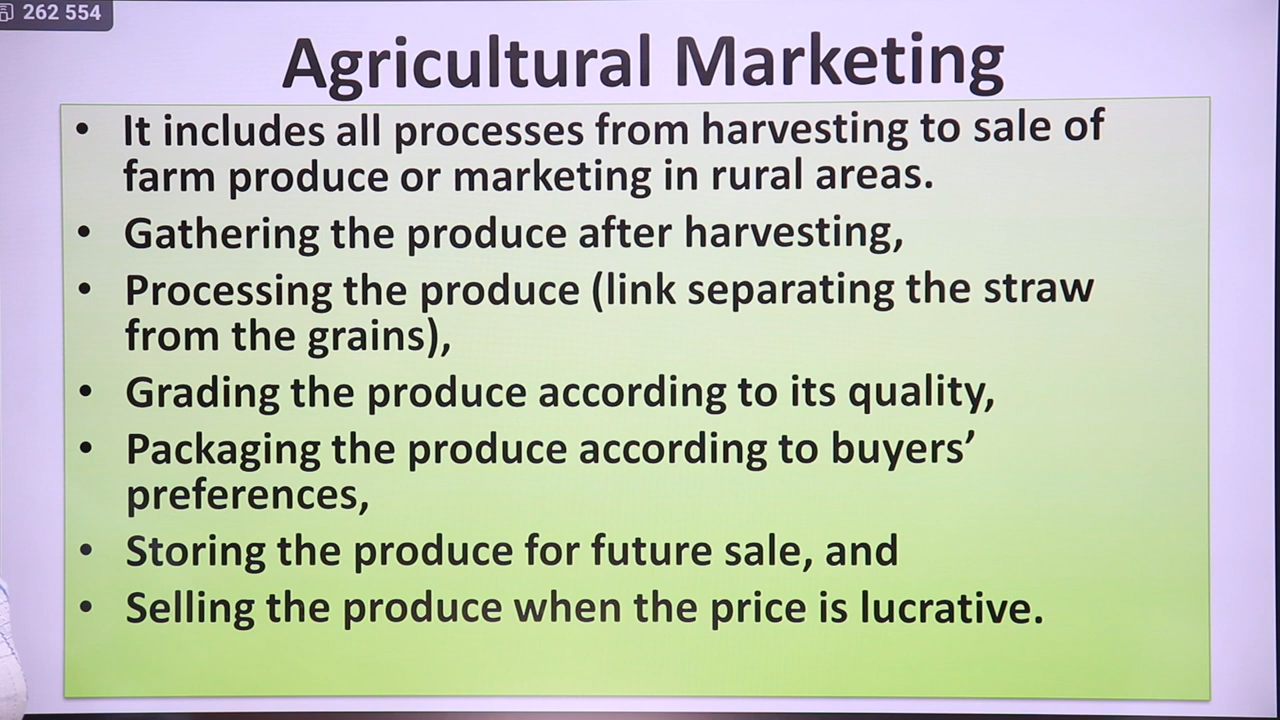 262 554
Agricultural Marketing
• It includes all processes from harvesting to sale of
farm produce or marketing in rural areas.
• Gathering the produce after harvesting,
• Processing the produce (link separating the straw
from the grains),
• Grading the produce according to its quality,
• Packaging the produce according to buyers’
preferences,
• Storing the produce for future sale, and
• Selling the produce when the price is lucrative.